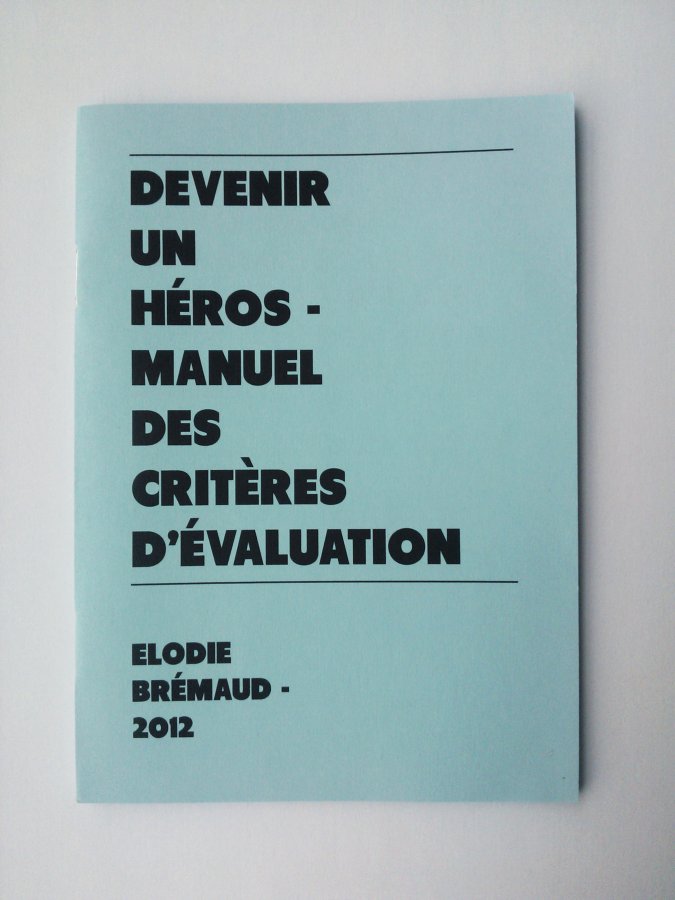 DEVENIR
UN
HÉROS -
MANUEL
DES
CRITÈRES
D'ÉVALUATION
ELODIE
BRÉMAUD -
2012